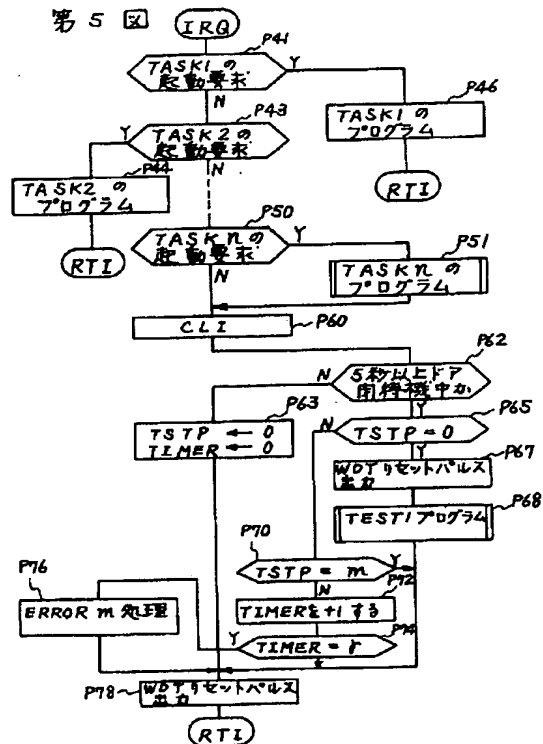 第 5 図
IRQ
P41
TASK1の
起動要求
Y
N
P46
TASK1の
プログラム
RTI
P43
TASK2の
起動要求
Y
N
P44
TASK2の
プログラム
RTI
P50
TASKnの
起動要求
Y
N
P51
TASKnの
プログラム
CLI
P60
P62
5秒以上ドア
閉待機中か
N
Y
P63
TSTP ← 0
TIMER ← 0
P65
TSTP=0
N
Y
P67
WDTリセットパルス
出力
P68
TEST1プログラム
P70
TSTP = m
Y
N
P72
TIMERを+1する
P74
TIMER = γ
Y
P76
ERROR m 処理
P78
WDTリセットパルス
出力
RTI